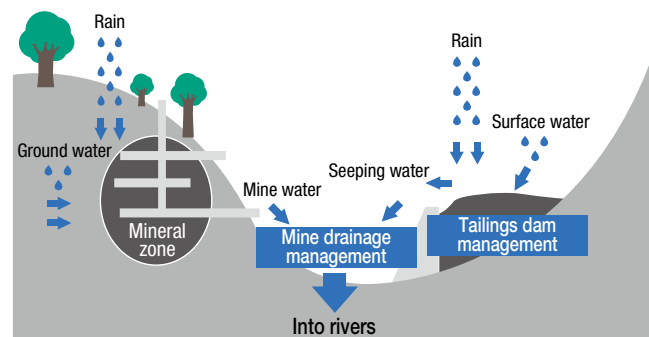 Rain
Rain
Surface water
Ground water
Seeping water
Mine water
Mineral
zone
Mine drainage
management
Tailings dam
management
Into rivers